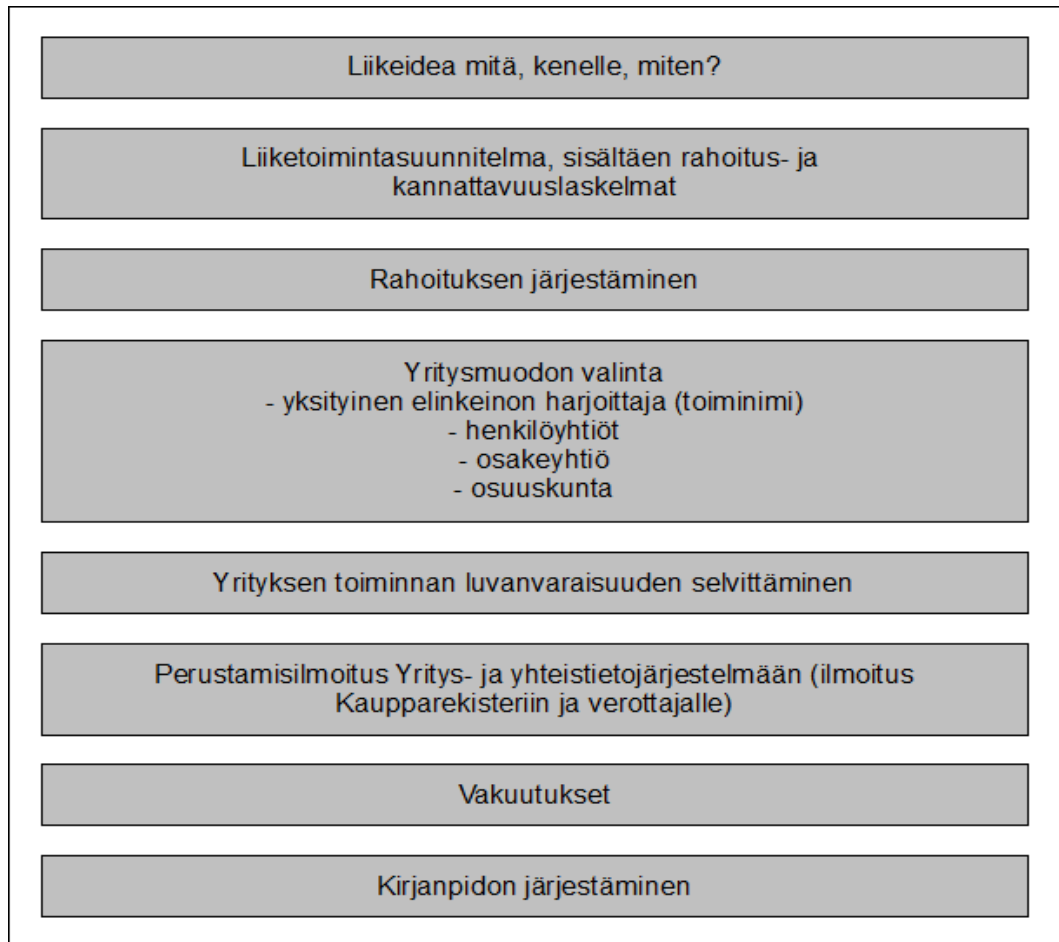 Liikeidea mitä, kenelle, miten?
Liiketoimintasuunnitelma, sisältäen rahoitus- ja
kannattavuuslaskelmat
Rahoituksen järjestäminen
Yritysmuodon valinta
- yksityinen elinkeinon harjoittaja (toiminimi)
- henkilöyhtiöt
- osakeyhtiö
- osuuskunta
Yrityksen toiminnan luvanvaraisuuden selvittäminen
Perustamisilmoitus Yritys- ja yhteistietojärjestelmään (ilmoitus
Kaupparekisteriin ja verottajalle)
Vakuutukset
Kirjanpidon järjestäminen